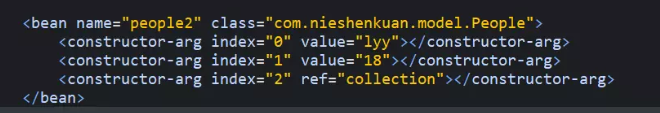 <bean name="people2" class="com.nieshenkuan.model.People">
<constructor-arg index="0" value="lyy"></constructor-arg>
<constructor-arg index="1" value="18"></constructor-arg>
<constructor-arg index="2" ref="collection"></constructor-arg>
</bean>